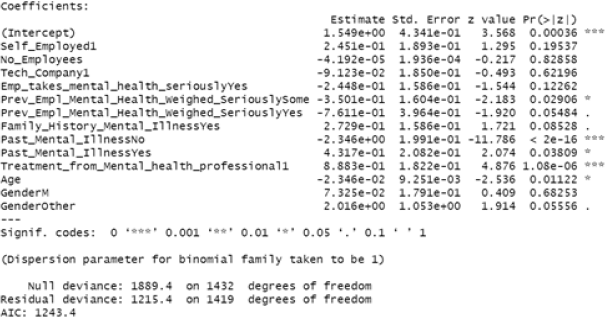 Coefficients:
Estimate Std. Error z value Pr(>|z|)
(Intercept) 1.549e+00 4.341e-01 3.568 0.00036 ***
Self_Employed1 2.451e-01 1.893e-01 1.295 0.19537
No_Employees -4.192e-05 1.936e-04 -0.217 0.82858
Tech_Company1 -9.123e-02 1.850e-01 -0.493 0.62196
Emp_takes_mental_health_seriouslyYes -2.448e-01 1.586e-01 -1.544 0.12262
Prev_Empl_Mental_Health_Weighed_SeriouslySome -3.501e-01 1.604e-01 -2.183 0.02906 *
Prev_Empl_Mental_Health_Weighed_SeriouslyYes -7.611e-01 3.964e-01 -1.920 0.05484 .
Family_History_Mental_IllnessYes 2.729e-01 1.586e-01 1.721 0.08528 .
Past_Mental_IllnessNo -2.346e+00 1.991e-01 -11.786 < 2e-16 ***
Past_Mental_IllnessYes 4.317e-01 2.082e-01 2.074 0.03809 *
Treatment_from_Mental_health_professional1 8.883e-01 1.822e-01 4.876 1.08e-06 ***
Age -2.346e-02 9.251e-03 -2.536 0.01122 *
GenderM 7.325e-02 1.791e-01 0.409 0.68253
GenderOther 2.016e+00 1.053e+00 1.914 0.05556 .
---
Signif. codes: 0 ‘***’ 0.001 ‘**’ 0.01 ‘*’ 0.05 ‘.’ 0.1 ‘ ’ 1
(Dispersion parameter for binomial family taken to be 1)
Null deviance: 1889.4 on 1432 degrees of freedom
Residual deviance: 1215.4 on 1419 degrees of freedom
AIC: 1243.4